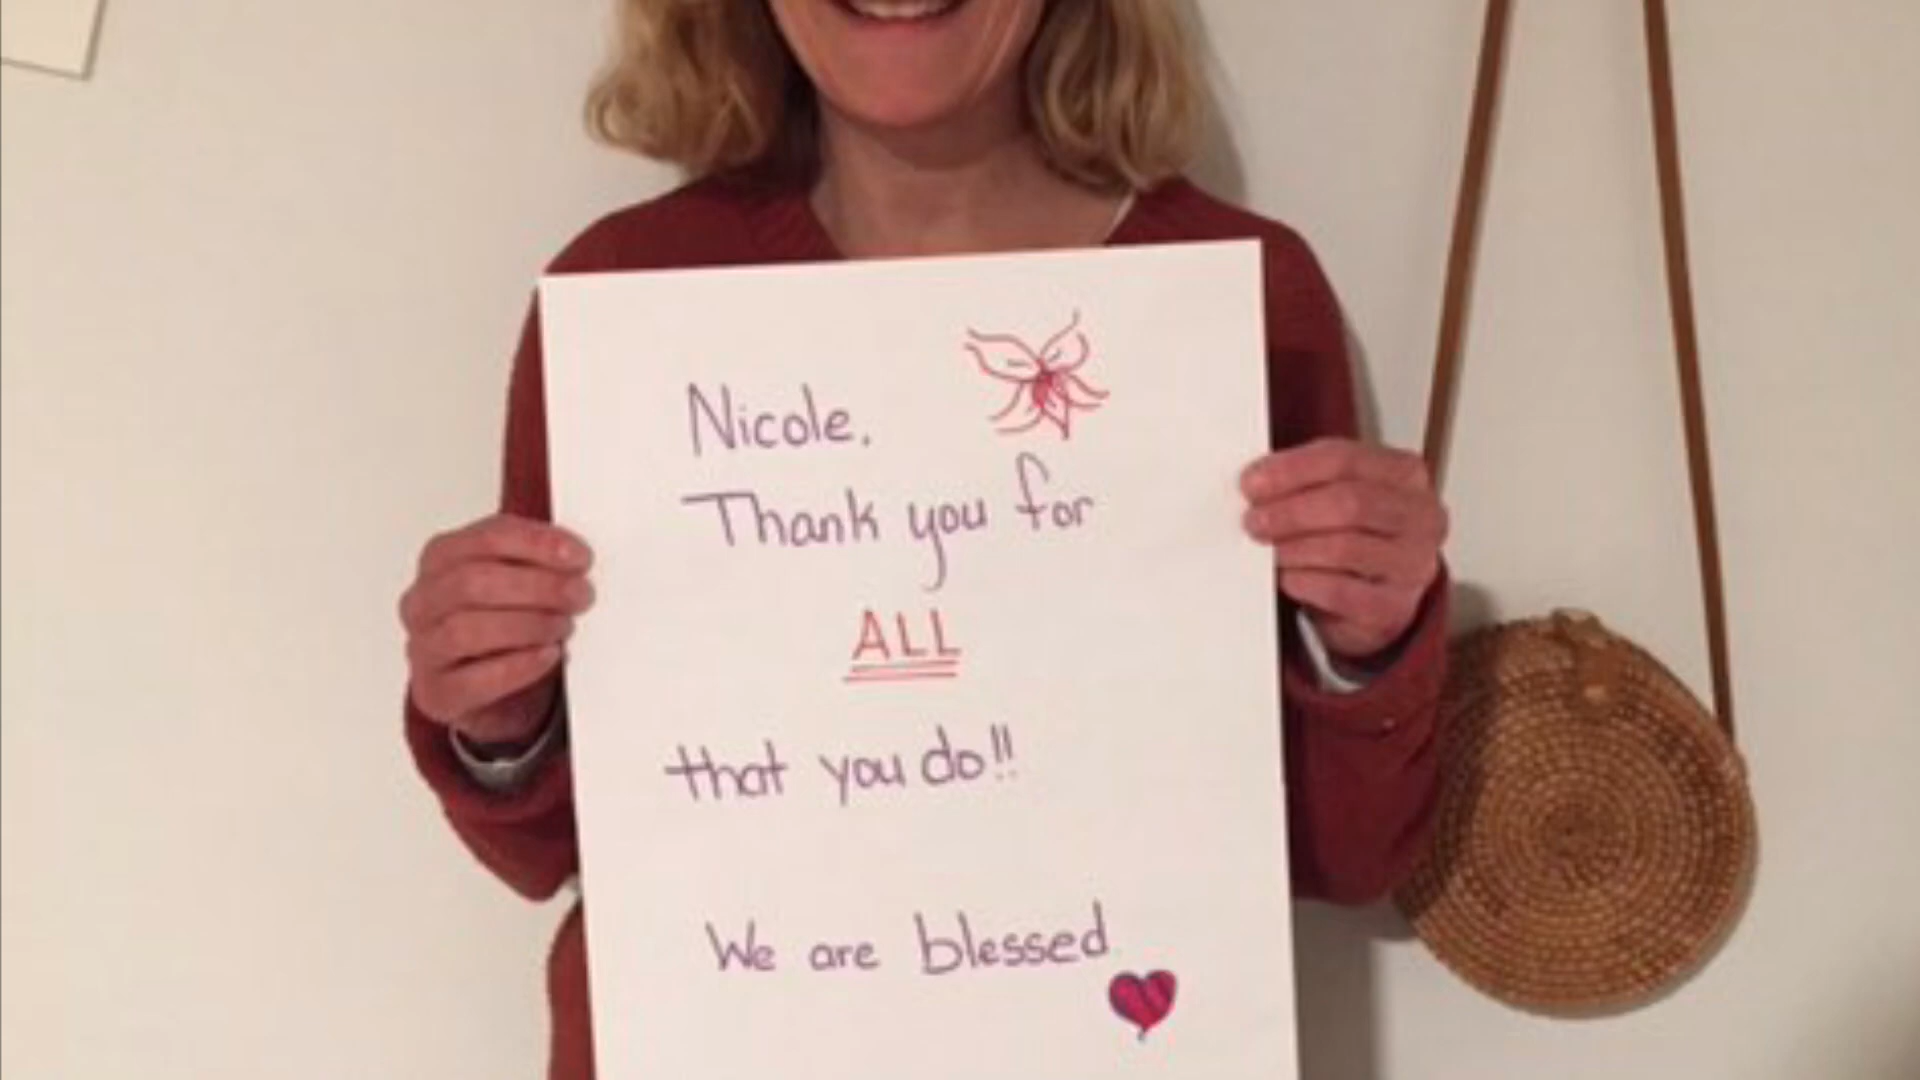 Nicole,
Thank you for
ALL
that you do!!
We are blessed